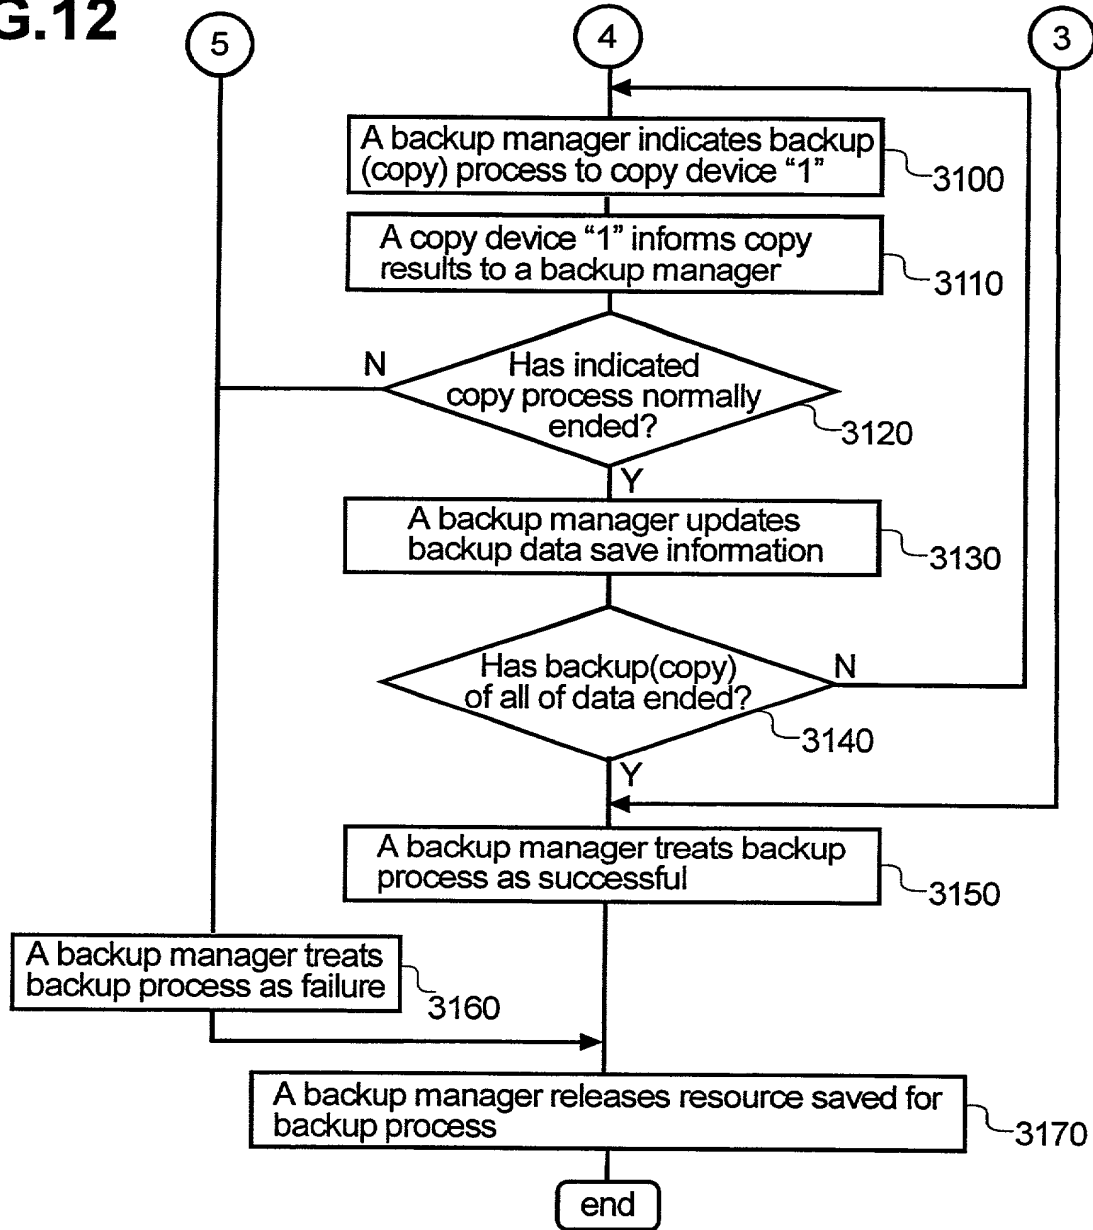 G.12
5
4
3
A backup manager indicates backup
(copy) process to copy device “1”
3100
A copy device “1” informs copy
results to a backup manager
3110
N
Has indicated
copy process normally
ended?
3120
Y
A backup manager updates
backup data save information
3130
Has backup(copy)
of all of data ended?
N
3140
Y
A backup manager treats backup
process as successful
3150
A backup manager treats
backup process as failure
3160
A backup manager releases resource saved for
backup process
3170
end